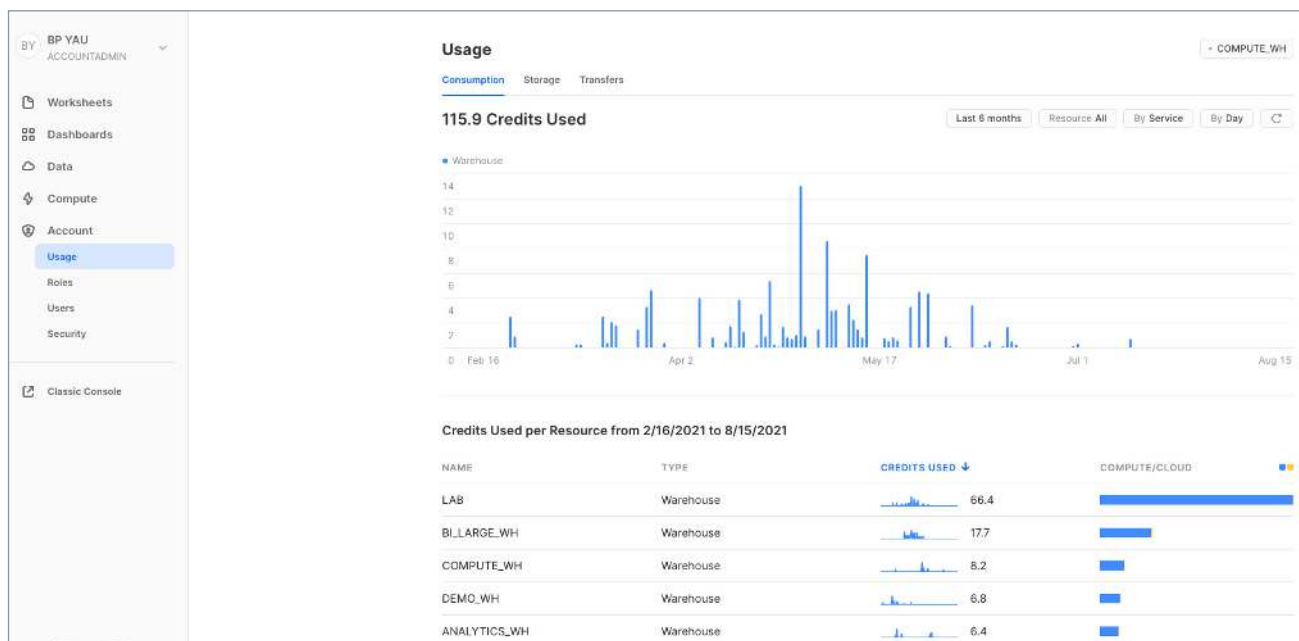 BY BP YAU
ACCOUNTADMIN
Worksheets
Dashboards
Data
Compute
Account
Usage
Roles
Users
Security
Classic Console
Usage
COMPUTE_WH
Consumption Storage Transfers
115.9 Credits Used
Last 6 months Resource All By Service By Day
Warehouse
14
12
10
8
6
4
2
0 Feb 16 Apr 2 May 17 Jul 1 Aug 15
Credits Used per Resource from 2/16/2021 to 8/15/2021
NAME TYPE CREDITS USED COMPUTE/CLOUD
LAB Warehouse 66.4
BI_LARGE_WH Warehouse 17.7
COMPUTE_WH Warehouse 8.2
DEMO_WH Warehouse 6.8
ANALYTICS_WH Warehouse 6.4